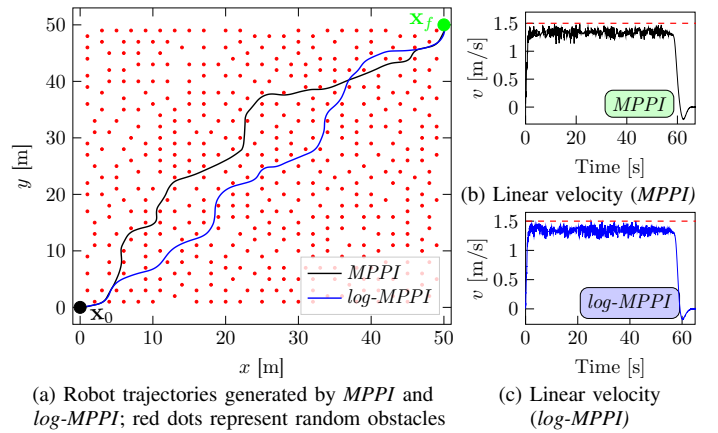 50
40
30
20
10
0
y [m]
0 10 20 30 40 50
x [m]
x_f
x_0
MPPI
log-MPPI
(a) Robot trajectories generated by MPPI and
log-MPPI; red dots represent random obstacles
1.5
1
0.5
0
v [m/s]
MPPI
0 20 40 60
Time [s]
(b) Linear velocity (MPPI)
1.5
1
0.5
0
v [m/s]
log-MPPI
0 20 40 60
Time [s]
(c) Linear velocity
(log-MPPI)